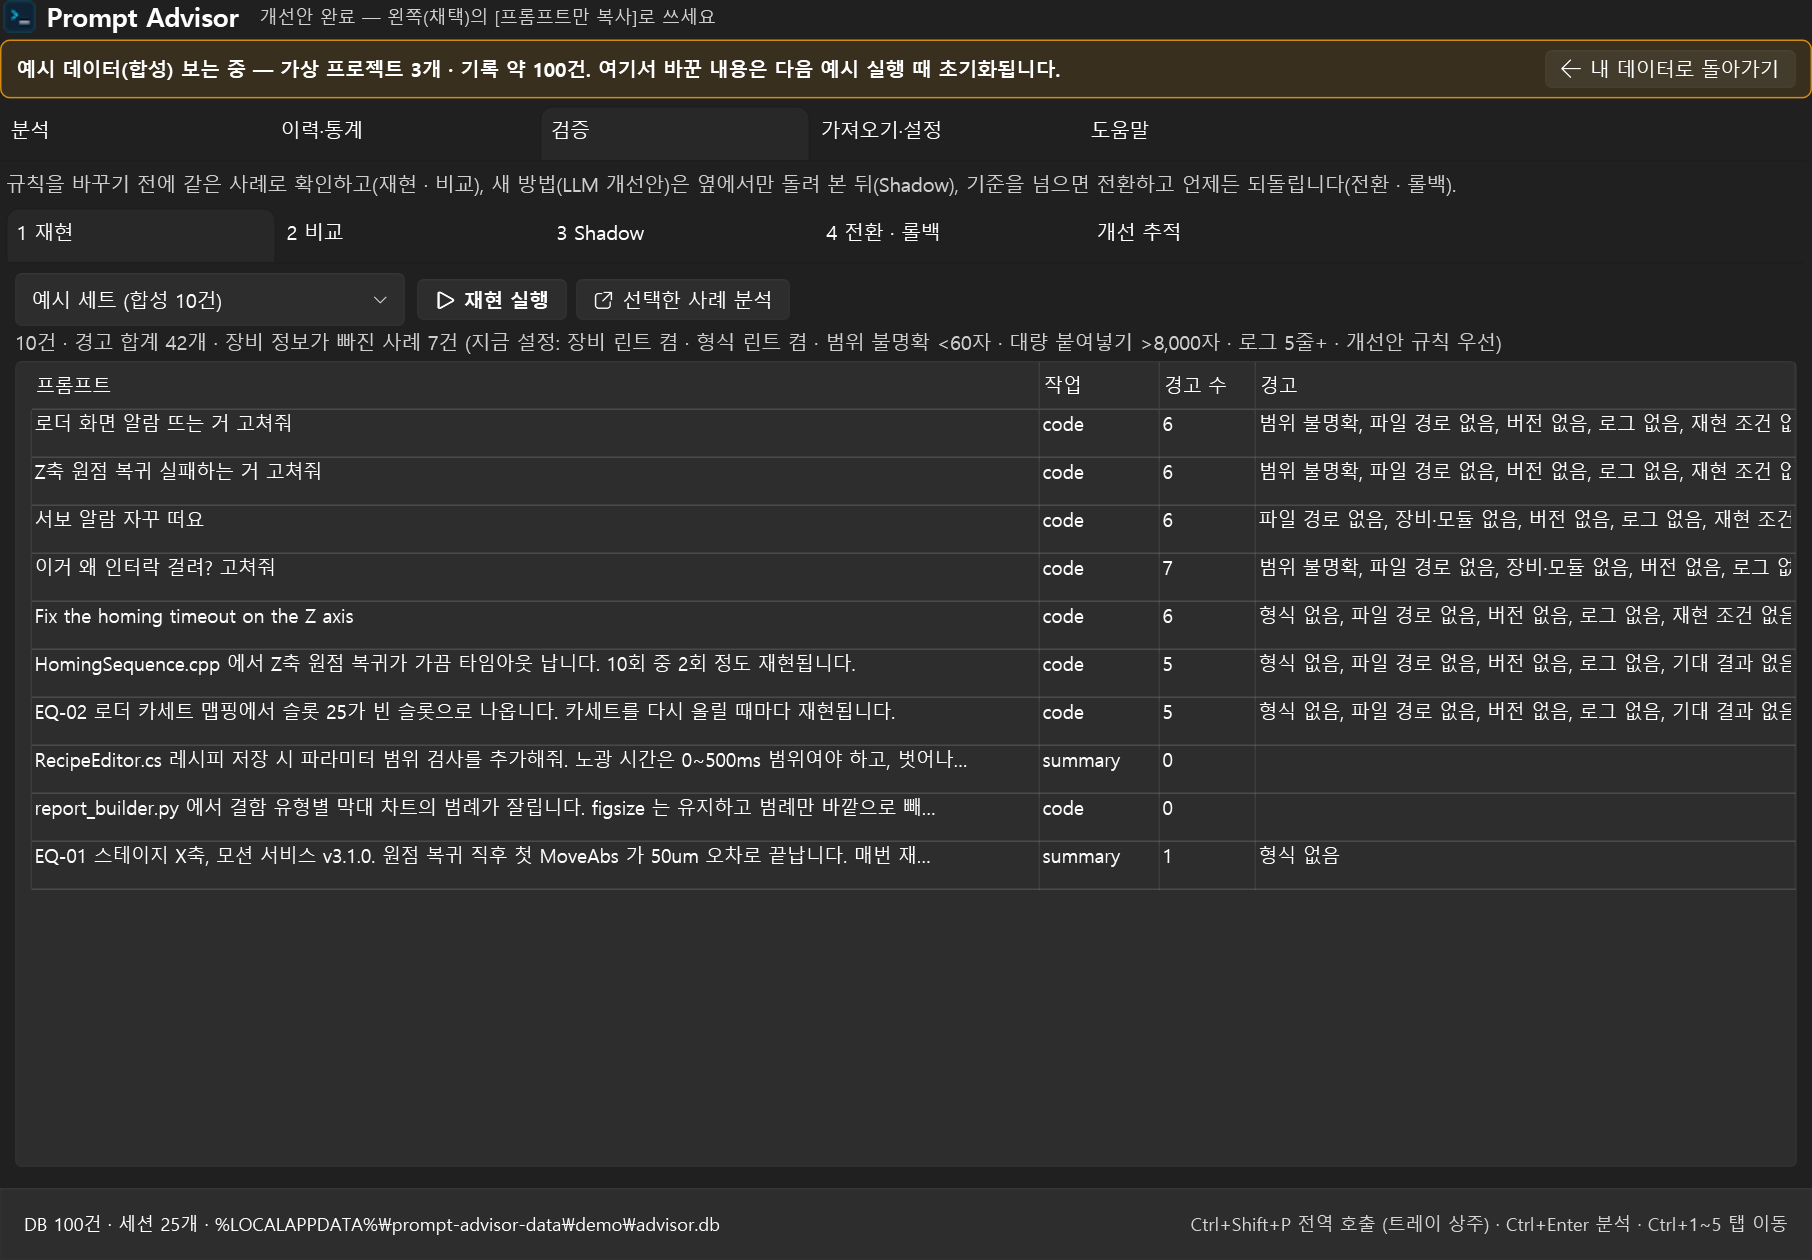 Prompt Advisor 개선안 완료 — 왼쪽(채택)의 [프롬프트만 복사]로 쓰세요
예시 데이터(합성) 보는 중 — 가상 프로젝트 3개 · 기록 약 100건. 여기서 바꾼 내용은 다음 예시 실행 때 초기화됩니다. ← 내 데이터로 돌아가기
분석 이력·통계 검증 가져오기·설정 도움말
규칙을 바꾸기 전에 같은 사례로 확인하고(재현 · 비교), 새 방법(LLM 개선안)은 옆에서만 돌려 본 뒤(Shadow), 기준을 넘으면 전환하고 언제든 되돌립니다(전환 · 롤백).
1 재현 2 비교 3 Shadow 4 전환 · 롤백 개선 추적
예시 세트 (합성 10건) 재현 실행 선택한 사례 분석
10건 · 경고 합계 42개 · 장비 정보가 빠진 사례 7건 (지금 설정: 장비 린트 켬 · 형식 린트 켬 · 범위 불명확 <60자 · 대량 붙여넣기 >8,000자 · 로그 5줄+ · 개선안 규칙 우선)
프롬프트 작업 경고 수 경고
로더 화면 알람 뜨는 거 고쳐줘 code 6 범위 불명확, 파일 경로 없음, 버전 없음, 로그 없음, 재현 조건 없
Z축 원점 복귀 실패하는 거 고쳐줘 code 6 범위 불명확, 파일 경로 없음, 버전 없음, 로그 없음, 재현 조건 없
서보 알람 자꾸 떠요 code 6 파일 경로 없음, 장비·모듈 없음, 버전 없음, 로그 없음, 재현 조건
이거 왜 인터락 걸려? 고쳐줘 code 7 범위 불명확, 파일 경로 없음, 장비·모듈 없음, 버전 없음, 로그 없
Fix the homing timeout on the Z axis code 6 형식 없음, 파일 경로 없음, 버전 없음, 로그 없음, 재현 조건 없음
HomingSequence.cpp 에서 Z축 원점 복귀가 가끔 타임아웃 납니다. 10회 중 2회 정도 재현됩니다. code 5 형식 없음, 파일 경로 없음, 버전 없음, 로그 없음, 기대 결과 없음
EQ-02 로더 카세트 맵핑에서 슬롯 25가 빈 슬롯으로 나옵니다. 카세트를 다시 올릴 때마다 재현됩니다. code 5 형식 없음, 파일 경로 없음, 버전 없음, 로그 없음, 기대 결과 없음
RecipeEditor.cs 레시피 저장 시 파라미터 범위 검사를 추가해줘. 노광 시간은 0~500ms 범위여야 하고, 벗어나... summary 0
report_builder.py 에서 결함 유형별 막대 차트의 범례가 잘립니다. figsize 는 유지하고 범례만 바깥으로 빼... code 0
EQ-01 스테이지 X축, 모션 서비스 v3.1.0. 원점 복귀 직후 첫 MoveAbs 가 50um 오차로 끝납니다. 매번 재... summary 1 형식 없음
DB 100건 · 세션 25개 · %LOCALAPPDATA%₩prompt-advisor-data₩demo₩advisor.db Ctrl+Shift+P 전역 호출 (트레이 상주) · Ctrl+Enter 분석 · Ctrl+1~5 탭 이동